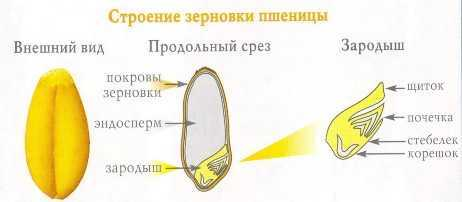 Строение зерновки пшеницы
Внешний вид
Продольный срез
Зародыш
покровы
зерновки
эндосперм
зародыш
щиток
почечка
стебелек
корешок